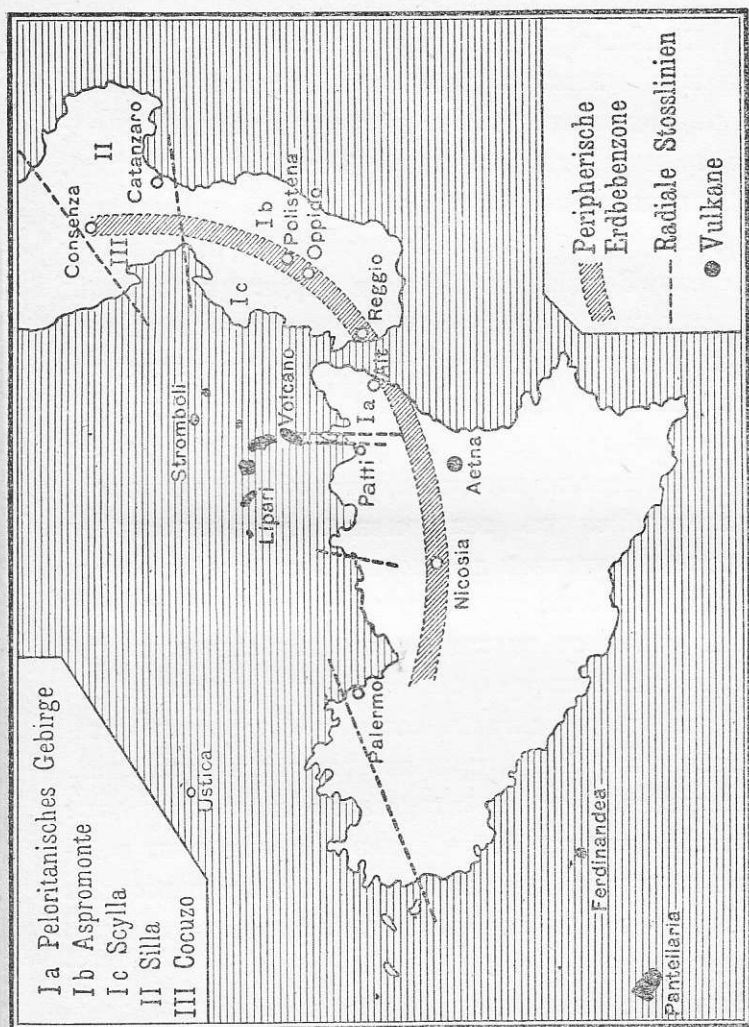 Ia Peloritanisches Gebirge
Ib Aspromonte
Ic Scylla
II Silla
III Cocuzo
Consenza
II
Catanzaro
III
Ib
Polistena
Oppido
Ic
Reggio
Stromboli
Volcano
Lipari
Ia
Alt
Patti
Aetna
Nicosia
Ustica
Palermo
Ferdinandea
Pantellaria
Peripherische
Erdbebenzone
Radiale Stosslinien
Vulkane